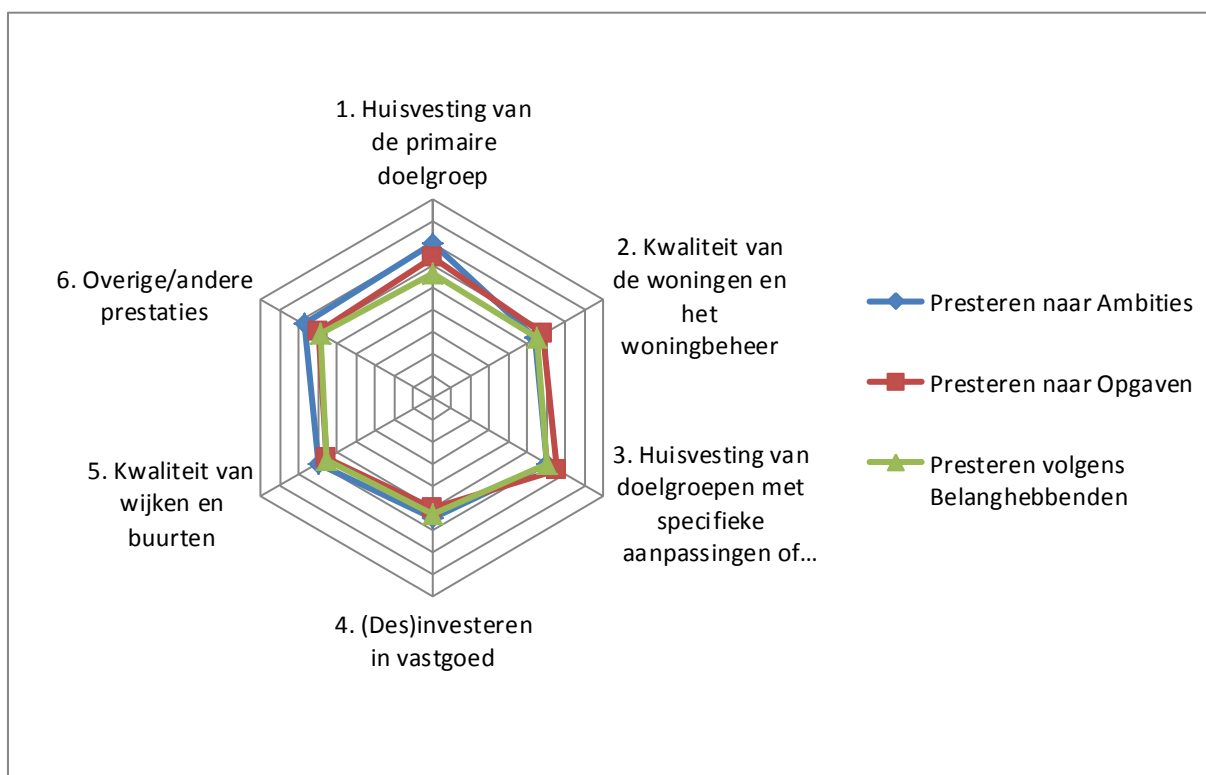 1. Huisvesting van
de primaire
doelgroep
2. Kwaliteit van
de woningen en
het
woningbeheer
3. Huisvesting van
doelgroepen met
specifieke
aanpassingen of...
4. (Des)investeren
in vastgoed
5. Kwaliteit van
wijken en
buurten
6. Overige/andere
prestaties
Presteren naar Ambities
Presteren naar Opgaven
Presteren volgens
Belanghebbenden